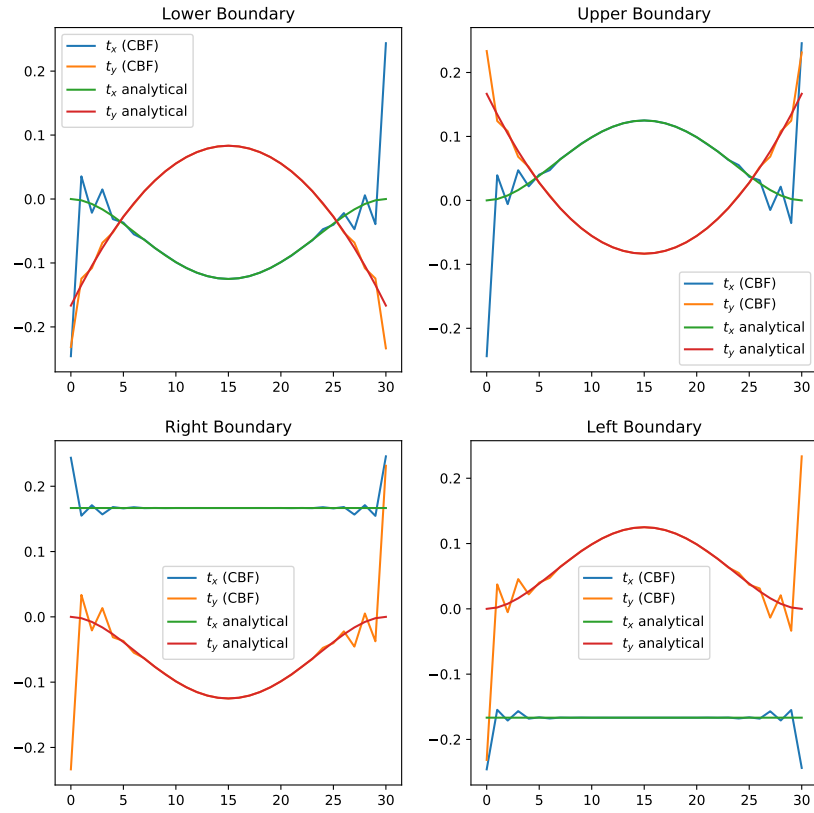 Lower Boundary
0.2
0.1
0.0
−0.1
−0.2
0 5 10 15 20 25 30
t_x (CBF)
t_y (CBF)
t_x analytical
t_y analytical
Upper Boundary
0.2
0.1
0.0
−0.1
−0.2
0 5 10 15 20 25 30
t_x (CBF)
t_y (CBF)
t_x analytical
t_y analytical
Right Boundary
0.2
0.1
0.0
−0.1
−0.2
0 5 10 15 20 25 30
t_x (CBF)
t_y (CBF)
t_x analytical
t_y analytical
Left Boundary
0.2
0.1
0.0
−0.1
−0.2
0 5 10 15 20 25 30
t_x (CBF)
t_y (CBF)
t_x analytical
t_y analytical